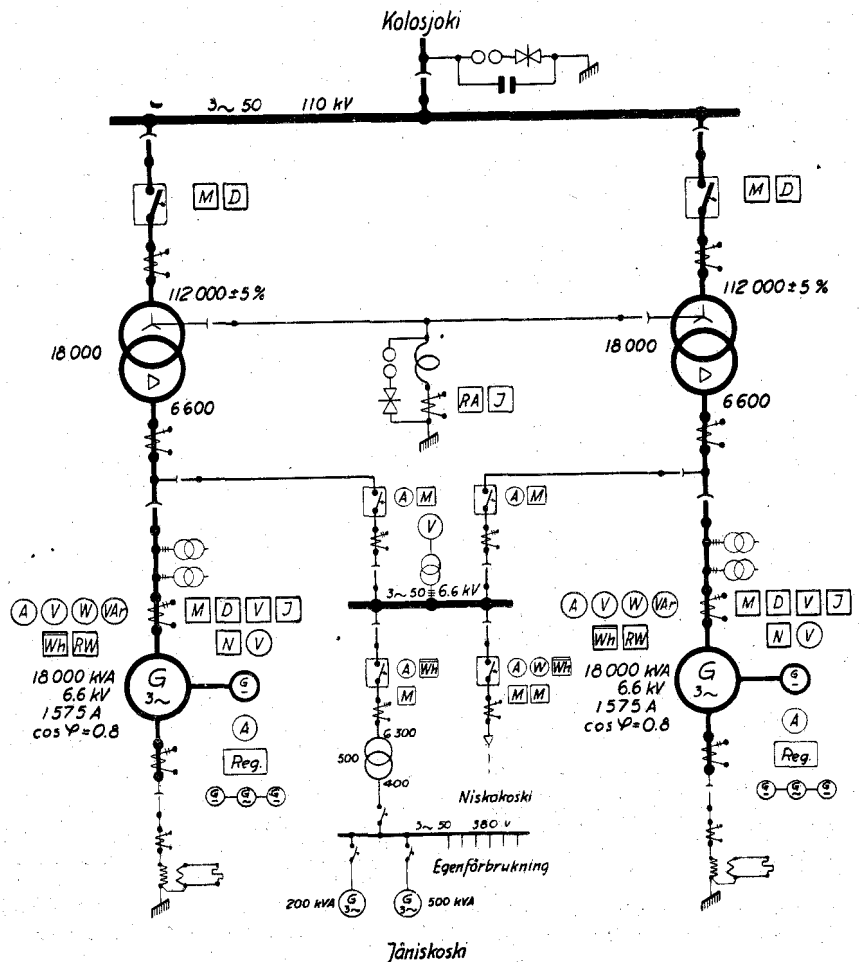 Kolosjoki
3~ 50 110 kV
M D
M D
112 000 ± 5 %
112 000 ± 5 %
18 000
18 000
RA J
6 600
6 600
A M
A M
V
3~ 50 6.6 kV
A V W VAr
M D V J
Wh RW
N V
A V W VAr
M D V J
Wh RW
N V
A Wh
M
A W Wh
M M
18 000 kVA
6.6 kV
1575 A
cos φ = 0.8
G
3~
G
A
Reg.
G G G
18 000 kVA
6.6 kV
1575 A
cos φ = 0.8
G
3~
G
A
Reg.
G G G
6 300
500
400
Niskakoski
3~ 50 380 v
Egenförbrukning
200 kVA
G
3~
G
3~
500 kVA
Jäniskoski